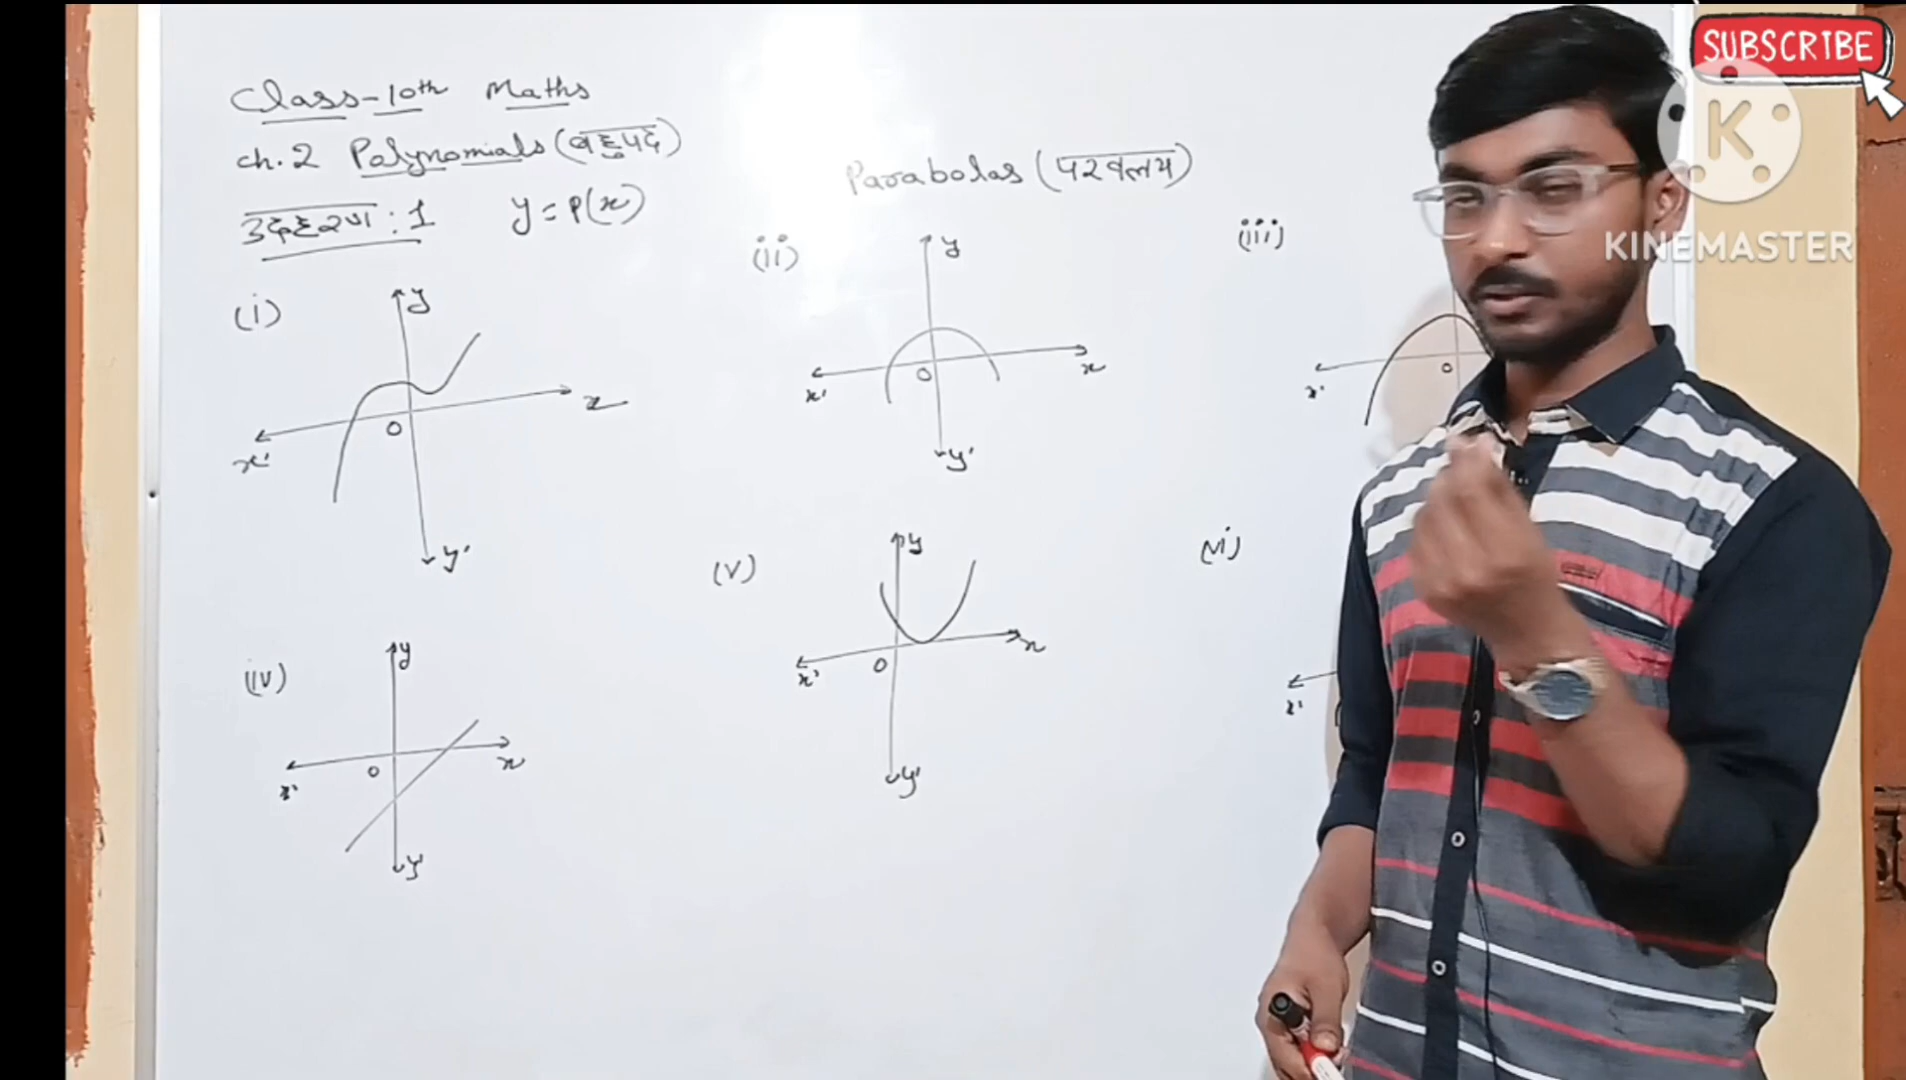 Class-10th Maths
ch.2 Polynomials (बहुपद)
उदाहरण : 1 y = p(x)
Parabolas (परवलय)
(i)
y
x
x'
0
y'
(ii)
y
x
x'
0
y'
(iii)
x'
0
(iv)
y
x
x'
0
y'
(v)
y
x
x'
0
y'
(vi)
x'
SUBSCRIBE
K
KINEMASTER